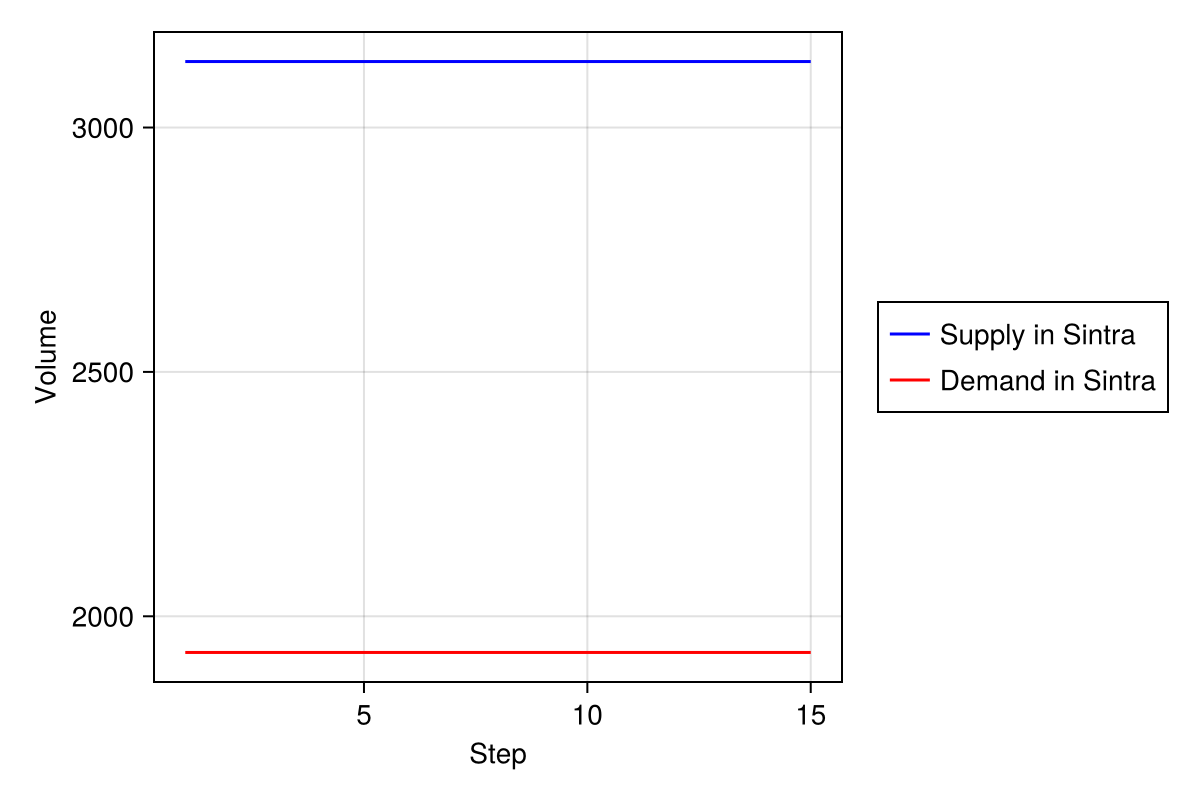 3000
2500
2000
Volume
5 10 15
Step
Supply in Sintra
Demand in Sintra